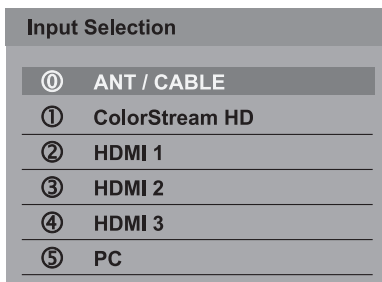 Input Selection
⓪ ANT / CABLE
① ColorStream HD
② HDMI 1
③ HDMI 2
④ HDMI 3
⑤ PC